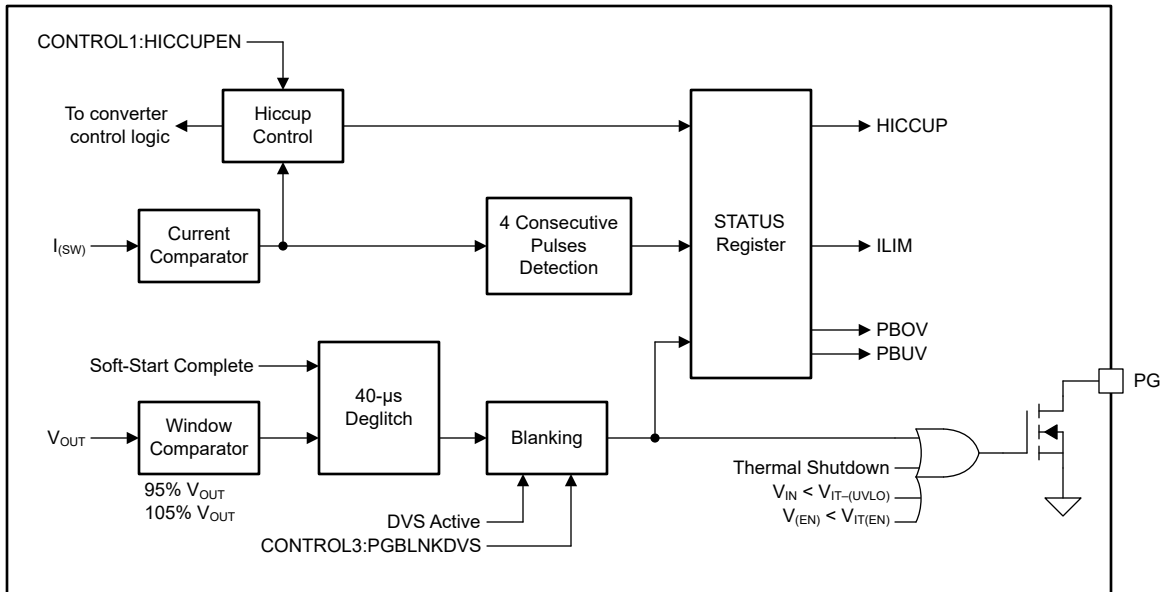 CONTROL1:HICCUPEN
To converter
control logic
Hiccup
Control
HICCUP
I(SW)
Current
Comparator
4 Consecutive
Pulses
Detection
STATUS
Register
ILIM
PBOV
PBUV
Soft-Start Complete
40-µs
Deglitch
PG
VOUT
Window
Comparator
Blanking
95% VOUT
105% VOUT
Thermal Shutdown
VIN < VIT–(UVLO)
V(EN) < VIT(EN)
DVS Active
CONTROL3:PGBLNKDVS